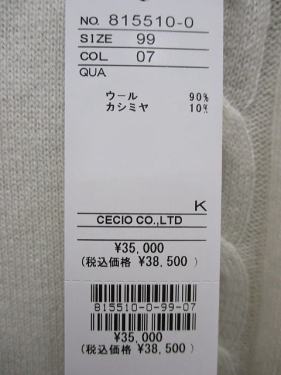 NO. 815510-0
SIZE 99
COL 07
QUA
ウール 90%
カシミヤ 10%
K
CECIO CO.,LTD
¥35,000
(税込価格 ¥38,500)
815510-0-99-07
¥35,000
(税込価格 ¥38,500)